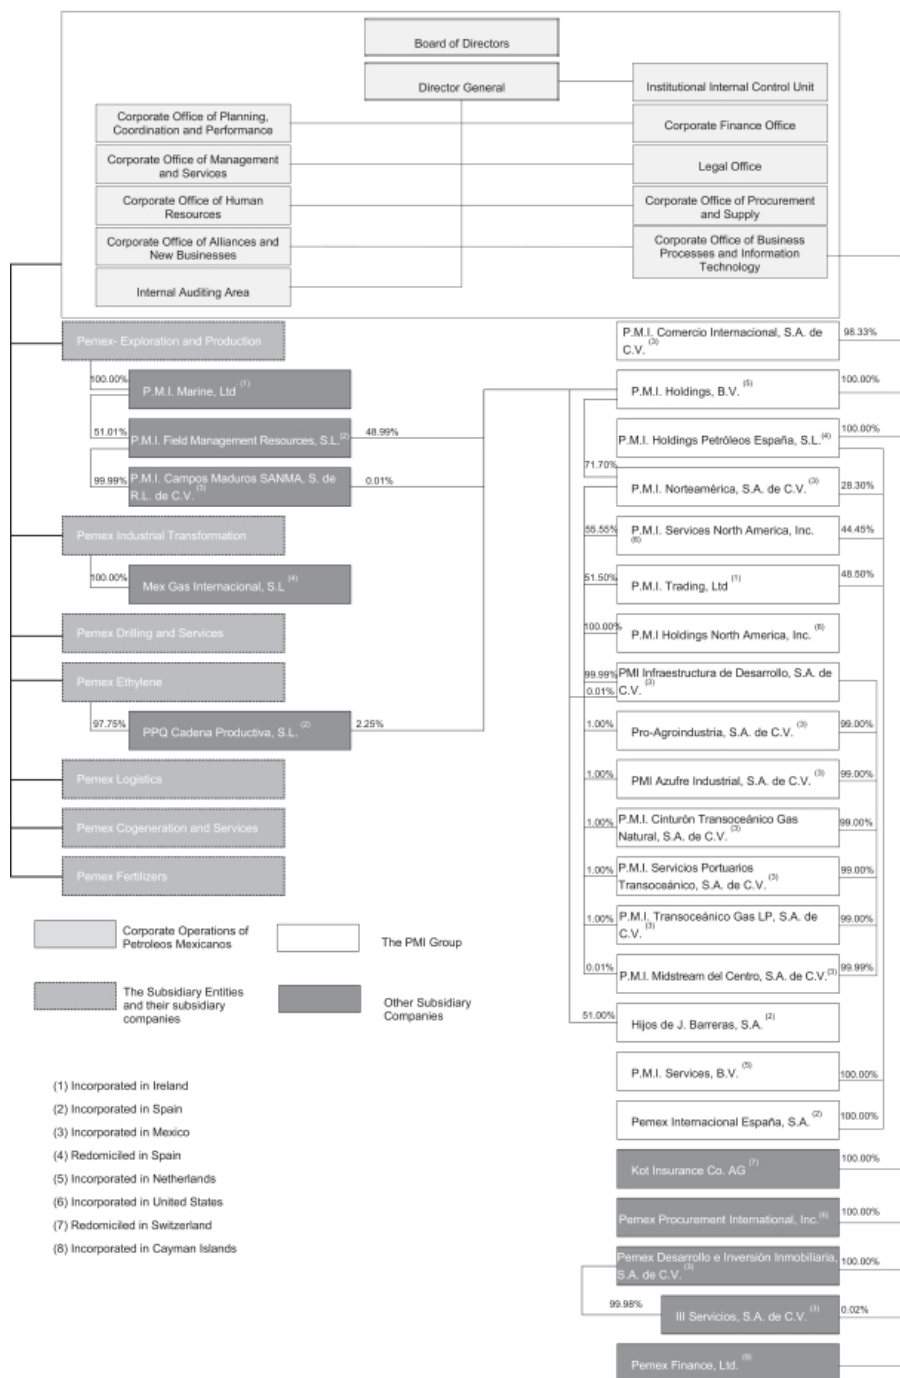 Board of Directors
Director General
Institutional Internal Control Unit
Corporate Office of Planning,
Coordination and Performance
Corporate Finance Office
Corporate Office of Management
and Services
Legal Office
Corporate Office of Human
Resources
Corporate Office of Procurement
and Supply
Corporate Office of Alliances and
New Businesses
Corporate Office of Business
Processes and Information
Technology
Internal Auditing Area
Pemex- Exploration and Production
100.00%
P.M.I. Marine, Ltd (1)
51.01%
P.M.I. Field Management Resources, S.L.(2)
48.99%
99.99%
P.M.I. Campos Maduros SANMA, S. de
R.L. de C.V. (3)
0.01%
Pemex Industrial Transformation
100.00%
Mex Gas Internacional, S.L (4)
Pemex Drilling and Services
Pemex Ethylene
97.75%
PPQ Cadena Productiva, S.L. (2)
2.25%
Pemex Logistics
Pemex Cogeneration and Services
Pemex Fertilizers
P.M.I. Comercio Internacional, S.A. de
C.V. (3)
98.33%
P.M.I. Holdings, B.V. (5)
100.00%
P.M.I. Holdings Petróleos España, S.L.(4)
100.00%
71.70%
P.M.I. Norteamérica, S.A. de C.V. (3)
28.30%
55.55%
P.M.I. Services North America, Inc.
(6)
44.45%
51.50%
P.M.I. Trading, Ltd (1)
48.50%
100.00%
P.M.I Holdings North America, Inc. (6)
99.99%
0.01%
PMI Infraestructura de Desarrollo, S.A. de
C.V. (3)
1.00%
Pro-Agroindustria, S.A. de C.V. (3)
99.00%
1.00%
PMI Azufre Industrial, S.A. de C.V. (3)
99.00%
1.00%
P.M.I. Cinturón Transoceánico Gas
Natural, S.A. de C.V. (3)
99.00%
1.00%
P.M.I. Servicios Portuarios
Transoceánico, S.A. de C.V. (3)
99.00%
1.00%
P.M.I. Transoceánico Gas LP, S.A. de
C.V. (3)
99.00%
0.01%
P.M.I. Midstream del Centro, S.A. de C.V.(3)
99.99%
51.00%
Hijos de J. Barreras, S.A. (2)
P.M.I. Services, B.V. (5)
100.00%
Pemex Internacional España, S.A. (2)
100.00%
Kot Insurance Co. AG (7)
100.00%
Pemex Procurement International, Inc.(6)
100.00%
Pemex Desarrollo e Inversión Inmobiliaria,
S.A. de C.V. (3)
100.00%
99.98%
III Servicios, S.A. de C.V. (3)
0.02%
Pemex Finance, Ltd. (8)
Corporate Operations of
Petroleos Mexicanos
The PMI Group
The Subsidiary Entities
and their subsidiary
companies
Other Subsidiary
Companies
(1) Incorporated in Ireland
(2) Incorporated in Spain
(3) Incorporated in Mexico
(4) Redomiciled in Spain
(5) Incorporated in Netherlands
(6) Incorporated in United States
(7) Redomiciled in Switzerland
(8) Incorporated in Cayman Islands